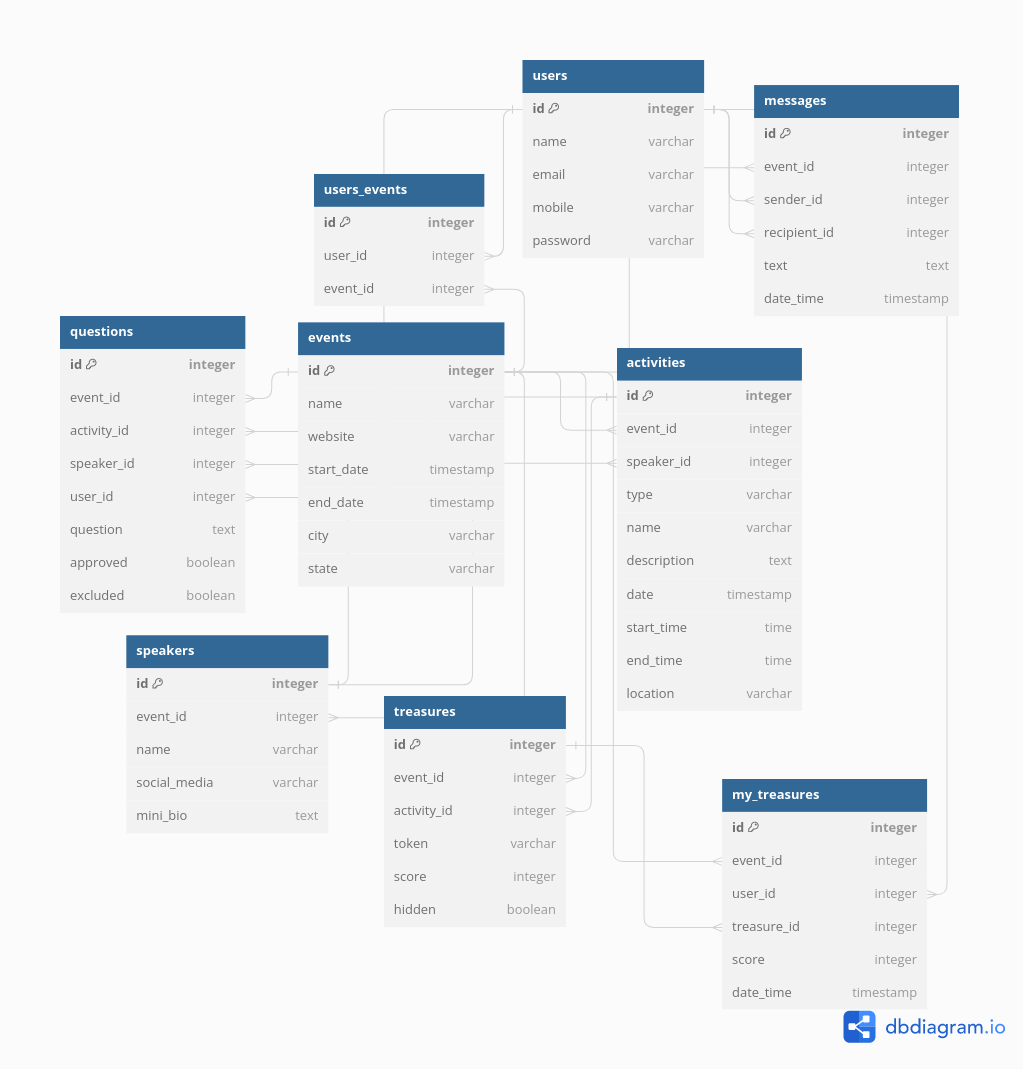 users
id integer
name varchar
email varchar
mobile varchar
password varchar
messages
id integer
event_id integer
sender_id integer
recipient_id integer
text text
date_time timestamp
users_events
id integer
user_id integer
event_id integer
questions
id integer
event_id integer
activity_id integer
speaker_id integer
user_id integer
question text
approved boolean
excluded boolean
events
id integer
name varchar
website varchar
start_date timestamp
end_date timestamp
city varchar
state varchar
activities
id integer
event_id integer
speaker_id integer
type varchar
name varchar
description text
date timestamp
start_time time
end_time time
location varchar
speakers
id integer
event_id integer
name varchar
social_media varchar
mini_bio text
treasures
id integer
event_id integer
activity_id integer
token varchar
score integer
hidden boolean
my_treasures
id integer
event_id integer
user_id integer
treasure_id integer
score integer
date_time timestamp
dbdiagram.io